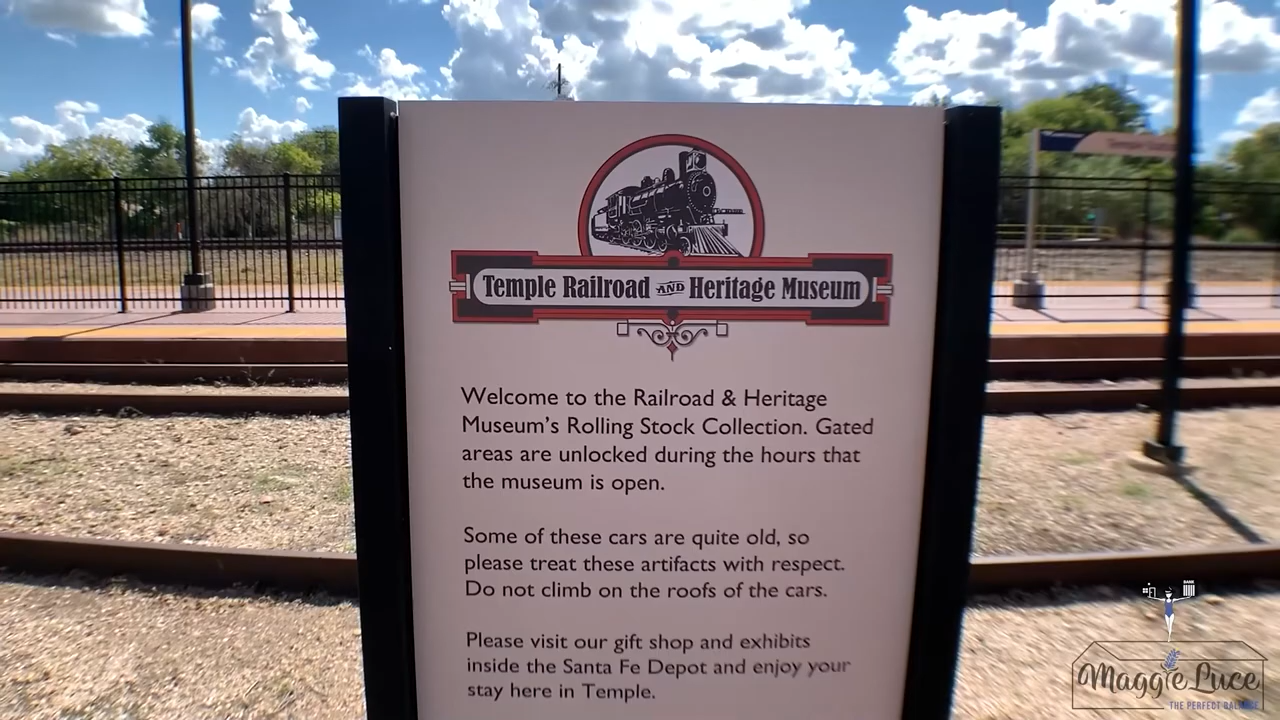 Temple Railroad AND Heritage Museum
Welcome to the Railroad & Heritage
Museum's Rolling Stock Collection. Gated
areas are unlocked during the hours that
the museum is open.
Some of these cars are quite old, so
please treat these artifacts with respect.
Do not climb on the roofs of the cars.
Please visit our gift shop and exhibits
inside the Santa Fe Depot and enjoy your
stay here in Temple.
BANK
Maggie Luce
THE PERFECT BALANCE